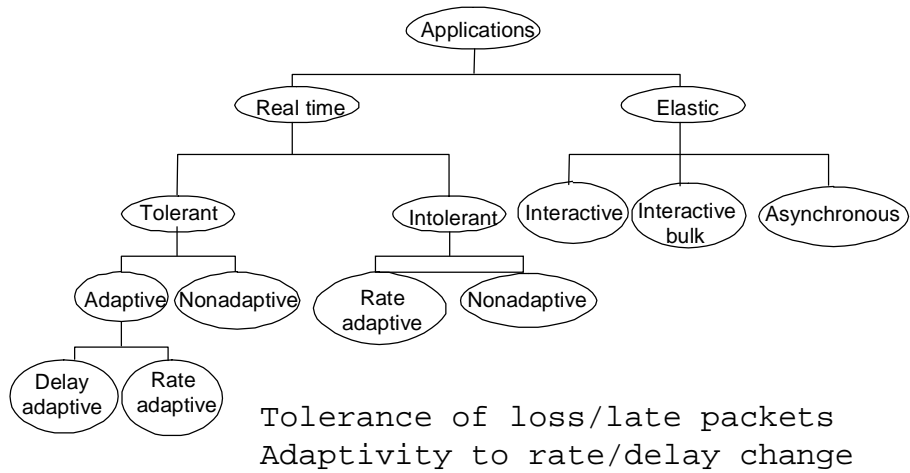 Applications
Real time
Elastic
Tolerant
Intolerant
Interactive
Interactive
bulk
Asynchronous
Adaptive
Nonadaptive
Rate
adaptive
Nonadaptive
Delay
adaptive
Rate
adaptive
Tolerance of loss/late packets
Adaptivity to rate/delay change